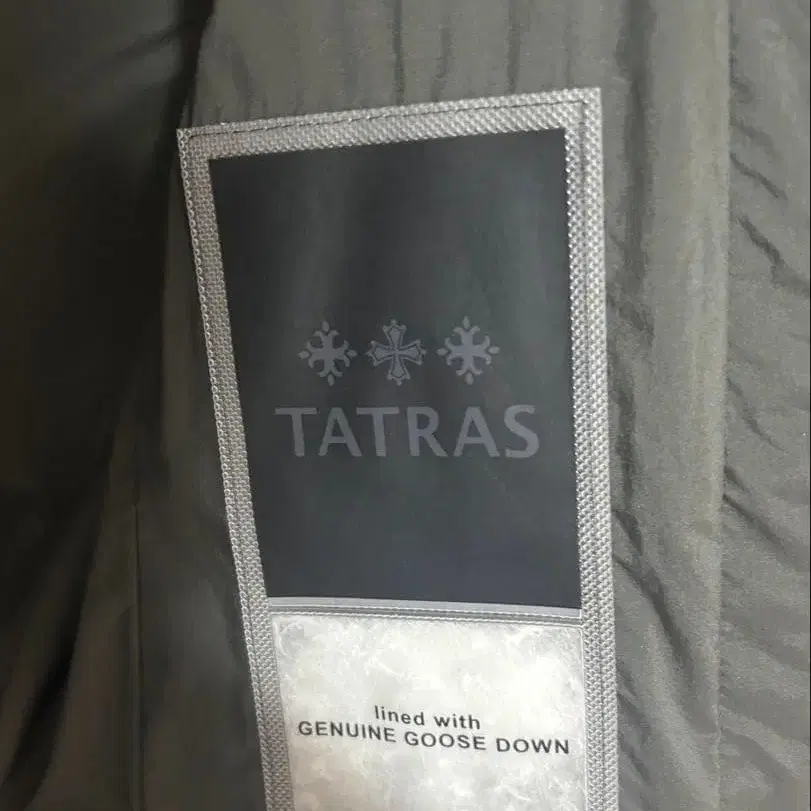 TATRAS
lined with
GENUINE GOOSE DOWN